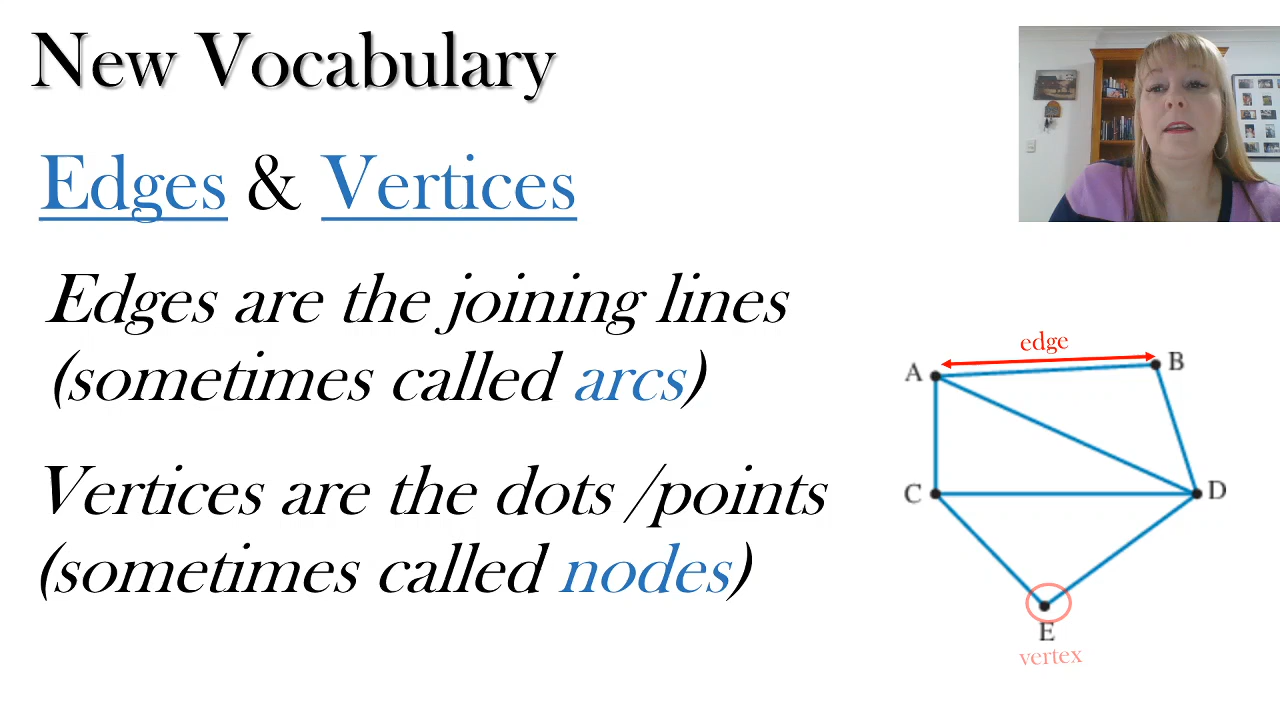 New Vocabulary
Edges & Vertices
Edges are the joining lines
(sometimes called arcs)
Vertices are the dots /points
(sometimes called nodes)
edge
A
B
C
D
E
vertex